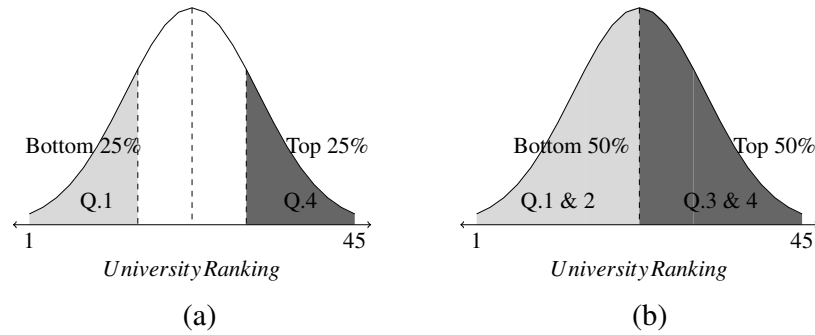 Bottom 25%
Top 25%
Q.1
Q.4
1
45
University Ranking
(a)
Bottom 50%
Top 50%
Q.1 & 2
Q.3 & 4
1
45
University Ranking
(b)